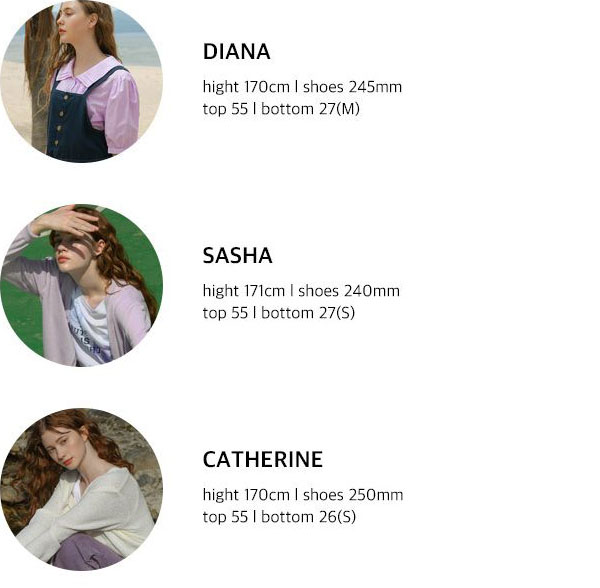 DIANA
hight 170cm l shoes 245mm
top 55 l bottom 27(M)
SASHA
hight 171cm l shoes 240mm
top 55 l bottom 27(S)
CATHERINE
hight 170cm l shoes 250mm
top 55 l bottom 26(S)